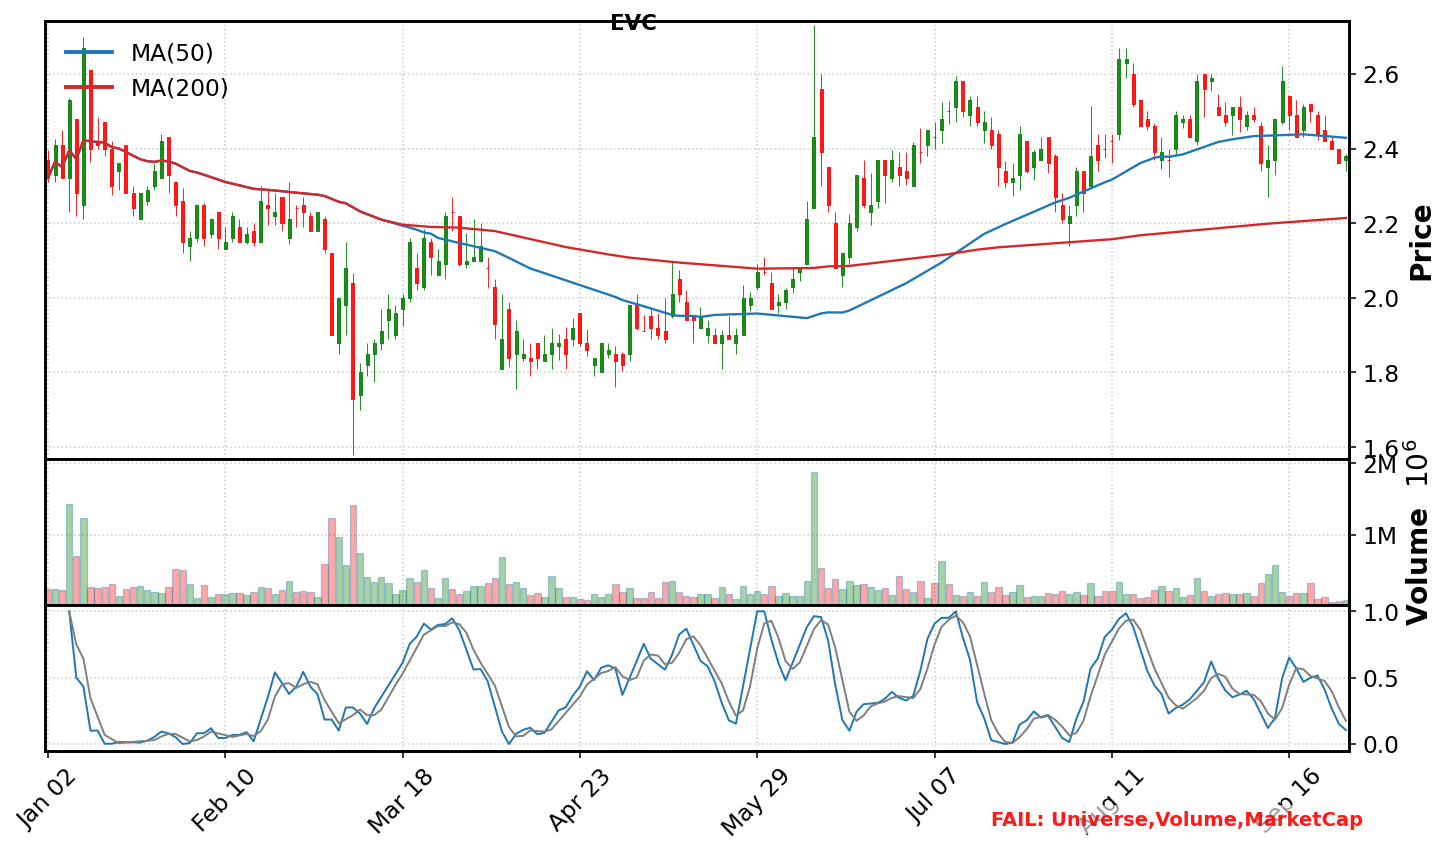 EVC
MA(50)
MA(200)
2.6
2.4
2.2
2.0
1.8
1.6
Price
2M
1M
Volume 10^6
1.0
0.5
0.0
Jan 02
Feb 10
Mar 18
Apr 23
May 29
Jul 07
Aug 11
Sep 16
FAIL: Universe,Volume,MarketCap